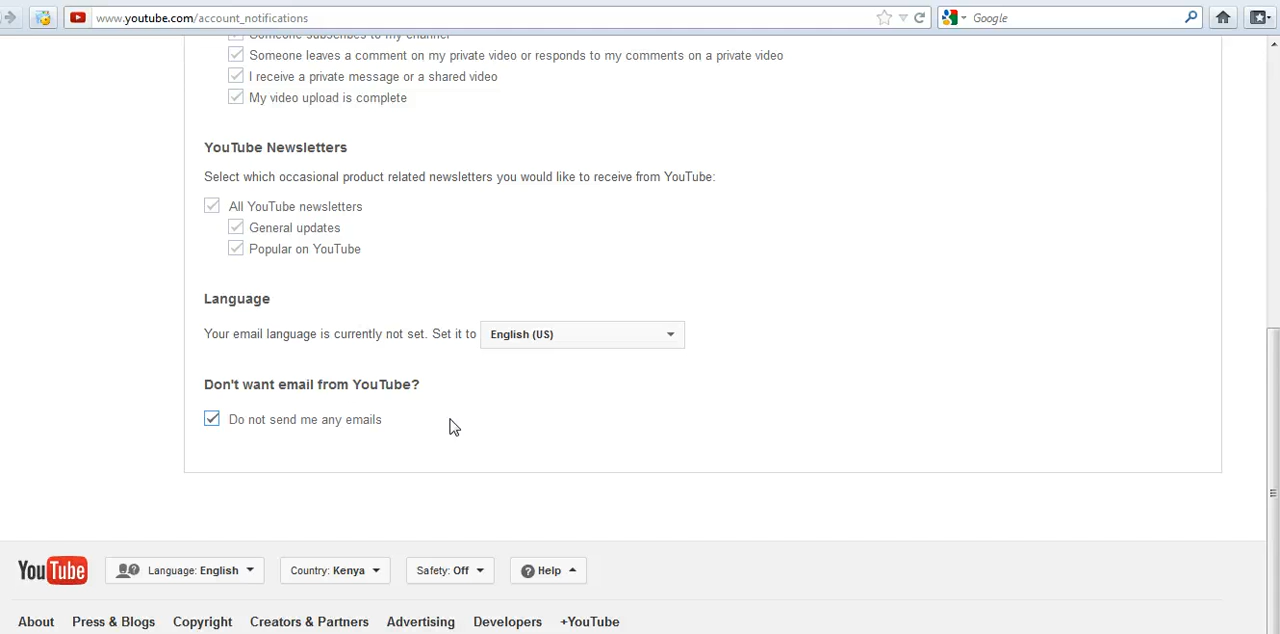 www.youtube.com/account_notifications
Google
Someone subscribes to my channel
Someone leaves a comment on my private video or responds to my comments on a private video
I receive a private message or a shared video
My video upload is complete
YouTube Newsletters
Select which occasional product related newsletters you would like to receive from YouTube:
All YouTube newsletters
General updates
Popular on YouTube
Language
Your email language is currently not set. Set it to English (US)
Don't want email from YouTube?
Do not send me any emails
YouTube Language: English Country: Kenya Safety: Off Help
About Press & Blogs Copyright Creators & Partners Advertising Developers +YouTube